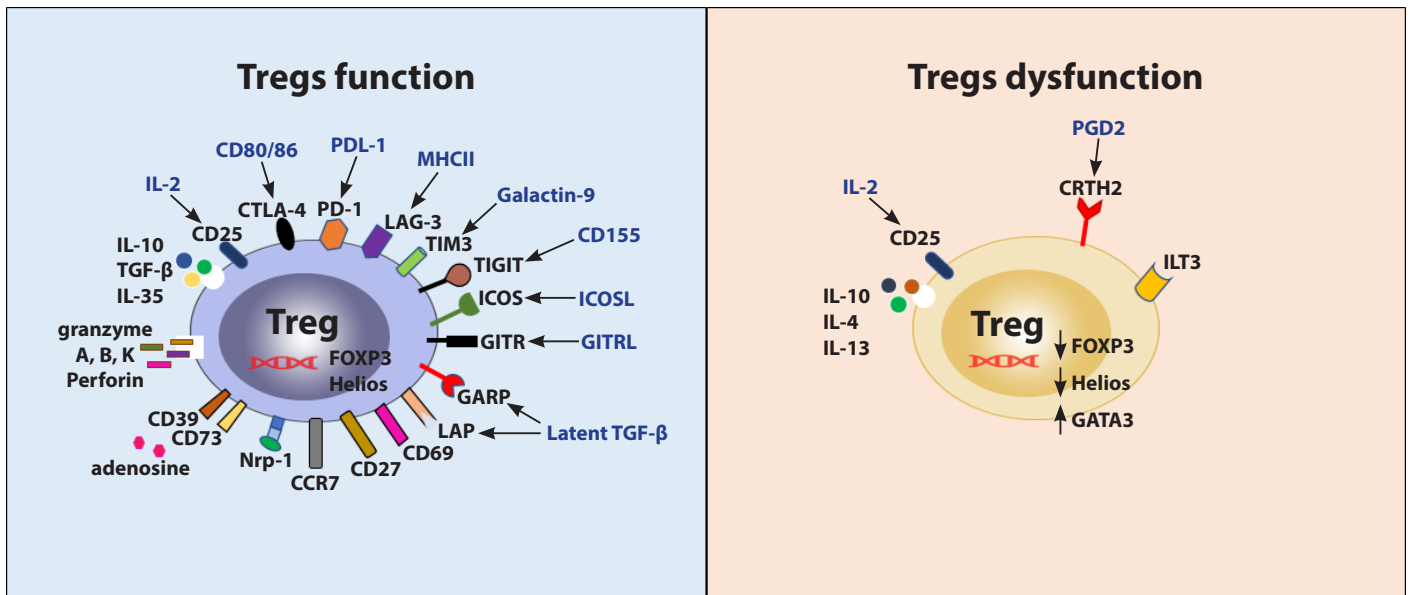 Tregs function
CD80/86
PDL-1
MHCII
IL-2
Galactin-9
CTLA-4
PD-1
LAG-3
CD25
TIM3
CD155
IL-10
TGF-β
IL-35
TIGIT
ICOS
ICOSL
granzyme
A, B, K
Perforin
Treg
FOXP3
Helios
GITR
GITRL
GARP
CD39
CD73
LAP
Latent TGF-β
adenosine
Nrp-1
CCR7
CD27
CD69
Tregs dysfunction
PGD2
IL-2
CRTH2
CD25
ILT3
IL-10
IL-4
IL-13
Treg
FOXP3
Helios
GATA3